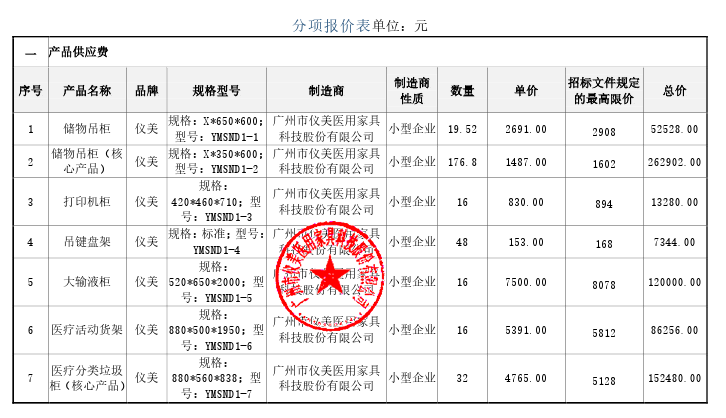 分项报价表单位：元
一 产品供应费
序号 产品名称 品牌 规格型号 制造商 制造商性质 数量 单价 招标文件规定的最高限价 总价
1 储物吊柜 仪美 规格：X*650*600；型号：YMSND1-1 广州市仪美医用家具科技股份有限公司 小型企业 19.52 2691.00 2908 52528.00
2 储物吊柜（核心产品） 仪美 规格：X*350*600；型号：YMSND1-2 广州市仪美医用家具科技股份有限公司 小型企业 176.8 1487.00 1602 262902.00
3 打印机柜 仪美 规格：420*460*710；型号：YMSND1-3 广州市仪美医用家具科技股份有限公司 小型企业 16 830.00 894 13280.00
4 吊键盘架 仪美 规格：标准；型号：YMSND1-4 广州市仪美医用家具科技股份有限公司 小型企业 48 153.00 168 7344.00
5 大输液柜 仪美 规格：520*650*2000；型号：YMSND1-5 广州市仪美医用家具科技股份有限公司 小型企业 16 7500.00 8078 120000.00
6 医疗活动货架 仪美 规格：880*500*1950；型号：YMSND1-6 广州市仪美医用家具科技股份有限公司 小型企业 16 5391.00 5812 86256.00
7 医疗分类垃圾柜（核心产品） 仪美 规格：880*560*838；型号：YMSND1-7 广州市仪美医用家具科技股份有限公司 小型企业 32 4765.00 5128 152480.00
广州市仪美医用家具科技股份有限公司